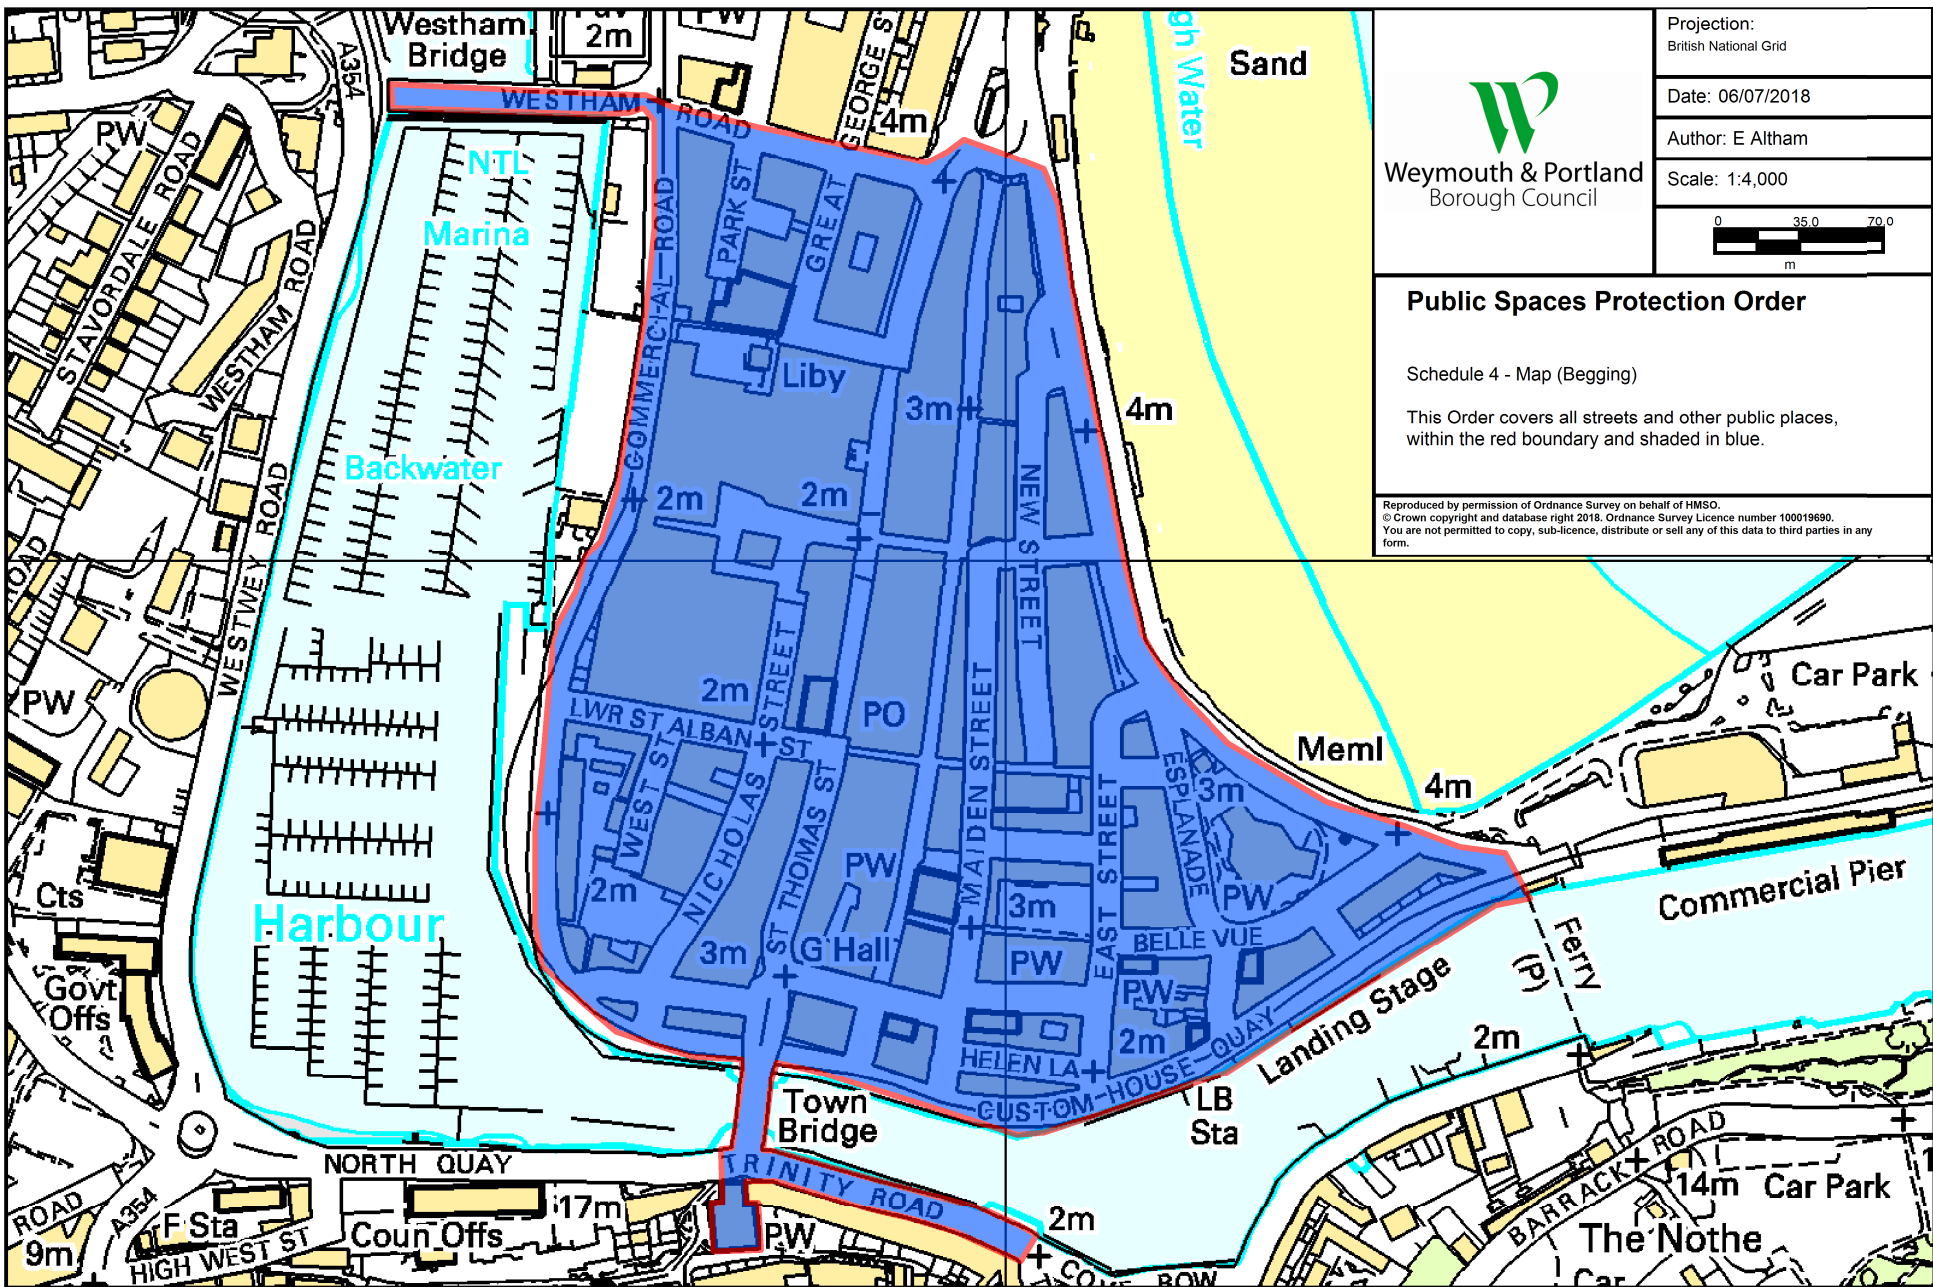 Westham
Bridge
PW
2m
A354
WESTHAM
ROAD
GEORGE ST
4m
gh Water
Sand
Weymouth & Portland
Borough Council
Projection:
British National Grid
Date: 06/07/2018
Author: E Altham
Scale: 1:4,000
0 35.0 70.0
m
Public Spaces Protection Order
Schedule 4 - Map (Begging)
This Order covers all streets and other public places,
within the red boundary and shaded in blue.
Reproduced by permission of Ordnance Survey on behalf of HMSO.
© Crown copyright and database right 2018. Ordnance Survey Licence number 100019690.
You are not permitted to copy, sub-licence, distribute or sell any of this data to third parties in any
form.
PW
STAVORDALE ROAD
WESTHAM ROAD
NTL
Marina
COMMERCIAL ROAD
PARK ST
GREAT
Liby
3m
4m
Backwater
2m
2m
NEW STREET
ROAD
WESTWEY ROAD
PW
2m
STREET
PO
LWR ST ALBAN
ST
MAIDEN STREET
Meml
4m
Car Park
2m
WEST ST
NICHOLAS
ST THOMAS ST
EAST STREET
ESPLANADE
3m
PW
Cts
2m
PW
3m
Commercial Pier
Harbour
3m
G Hall
PW
BELLE VUE
Ferry
(P)
Govt
Offs
PW
2m
HELEN LA
CUSTOM HOUSE QUAY
Landing Stage
2m
LB
Sta
Town
Bridge
NORTH QUAY
TRINITY ROAD
ROAD
A354
F Sta
Coun Offs
17m
PW
2m
9m
HIGH WEST ST
COVE ROW
BARRACK ROAD
14m
Car Park
The Nothe
Car